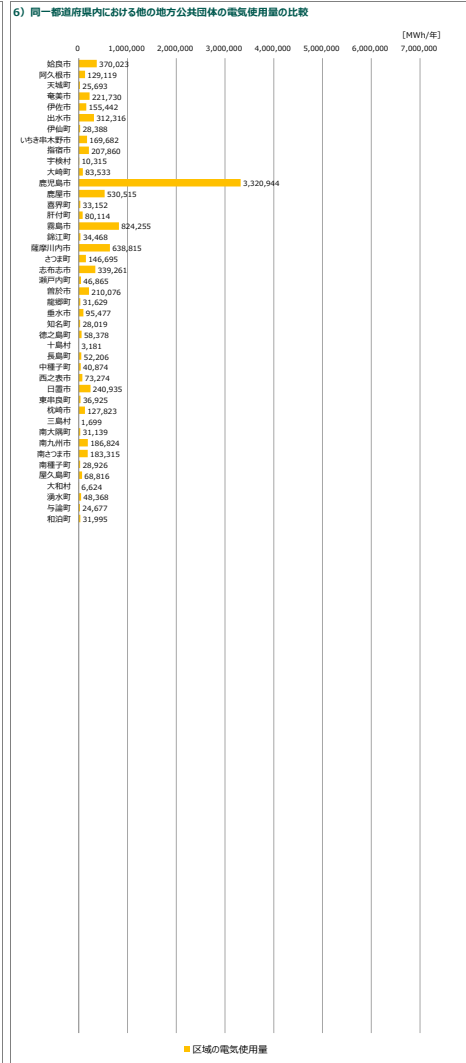 6）同一都道府県内における他の地方公共団体の電気使用量の比較
[MWh/年]
0 1,000,000 2,000,000 3,000,000 4,000,000 5,000,000 6,000,000 7,000,000
姶良市 370,023
阿久根市 129,119
天城町 25,693
奄美市 221,730
伊佐市 155,442
出水市 312,316
伊仙町 28,388
いちき串木野市 169,682
指宿市 207,860
宇検村 10,315
大崎町 83,533
鹿児島市 3,320,944
鹿屋市 530,515
喜界町 33,152
肝付町 80,114
霧島市 824,255
錦江町 34,468
薩摩川内市 638,815
さつま町 146,695
志布志市 339,261
瀬戸内町 46,865
曽於市 210,076
龍郷町 31,629
垂水市 95,477
知名町 28,019
徳之島町 58,378
十島村 3,181
長島町 52,206
中種子町 40,874
西之表市 73,274
日置市 240,935
東串良町 36,925
枕崎市 127,823
三島村 1,699
南大隅町 31,139
南九州市 186,824
南さつま市 183,315
南種子町 28,926
屋久島町 68,816
大和村 6,624
湧水町 48,368
与論町 24,677
和泊町 31,995
区域の電気使用量